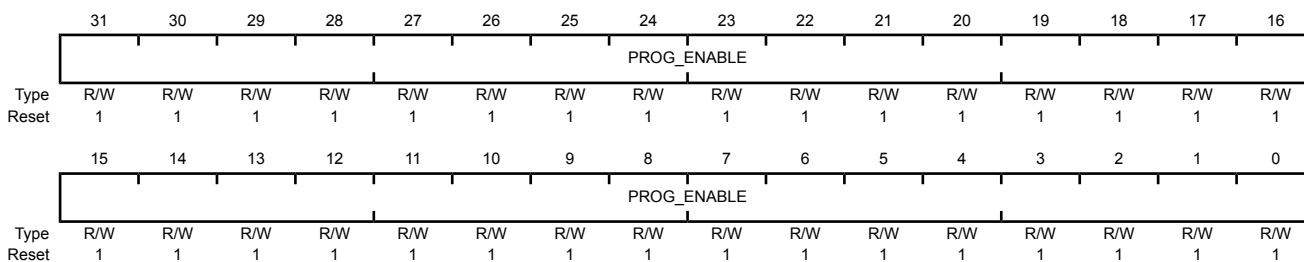 31 30 29 28 27 26 25 24 23 22 21 20 19 18 17 16
PROG_ENABLE
Type R/W R/W R/W R/W R/W R/W R/W R/W R/W R/W R/W R/W R/W R/W R/W R/W
Reset 1 1 1 1 1 1 1 1 1 1 1 1 1 1 1 1
15 14 13 12 11 10 9 8 7 6 5 4 3 2 1 0
PROG_ENABLE
Type R/W R/W R/W R/W R/W R/W R/W R/W R/W R/W R/W R/W R/W R/W R/W R/W
Reset 1 1 1 1 1 1 1 1 1 1 1 1 1 1 1 1